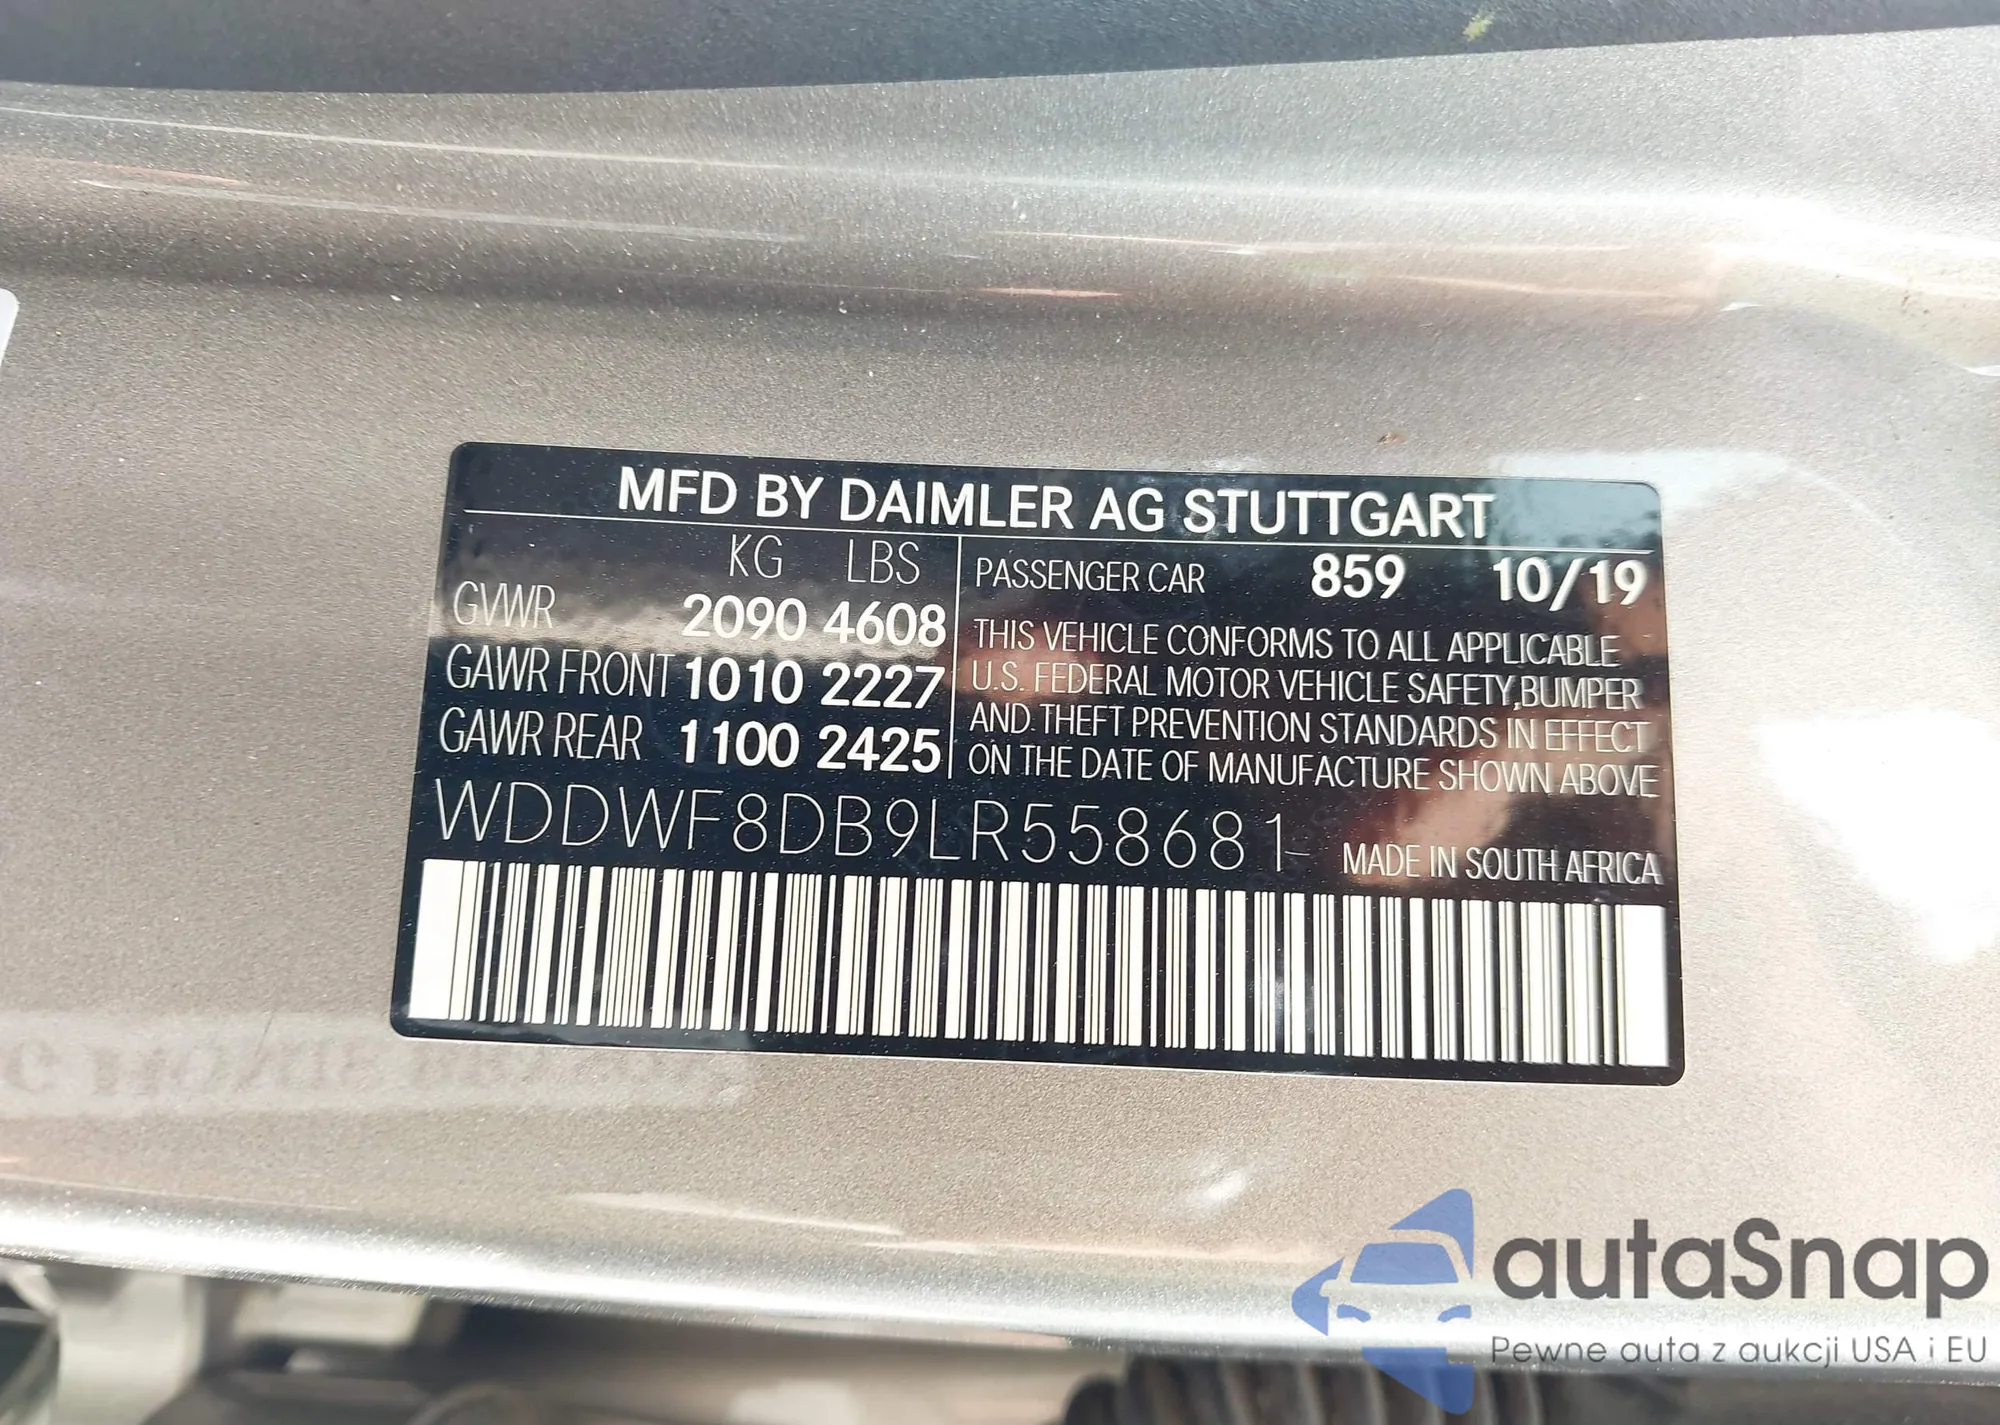 MFD BY DAIMLER AG STUTTGART
KG LBS
GVWR 2090 4608
GAWR FRONT 1010 2227
GAWR REAR 1100 2425
PASSENGER CAR 859 10/19
THIS VEHICLE CONFORMS TO ALL APPLICABLE
U.S. FEDERAL MOTOR VEHICLE SAFETY,BUMPER
AND THEFT PREVENTION STANDARDS IN EFFECT
ON THE DATE OF MANUFACTURE SHOWN ABOVE
WDDWF8DB9LR558681
MADE IN SOUTH AFRICA
autaSnap
Pewne auta z aukcji USA i EU